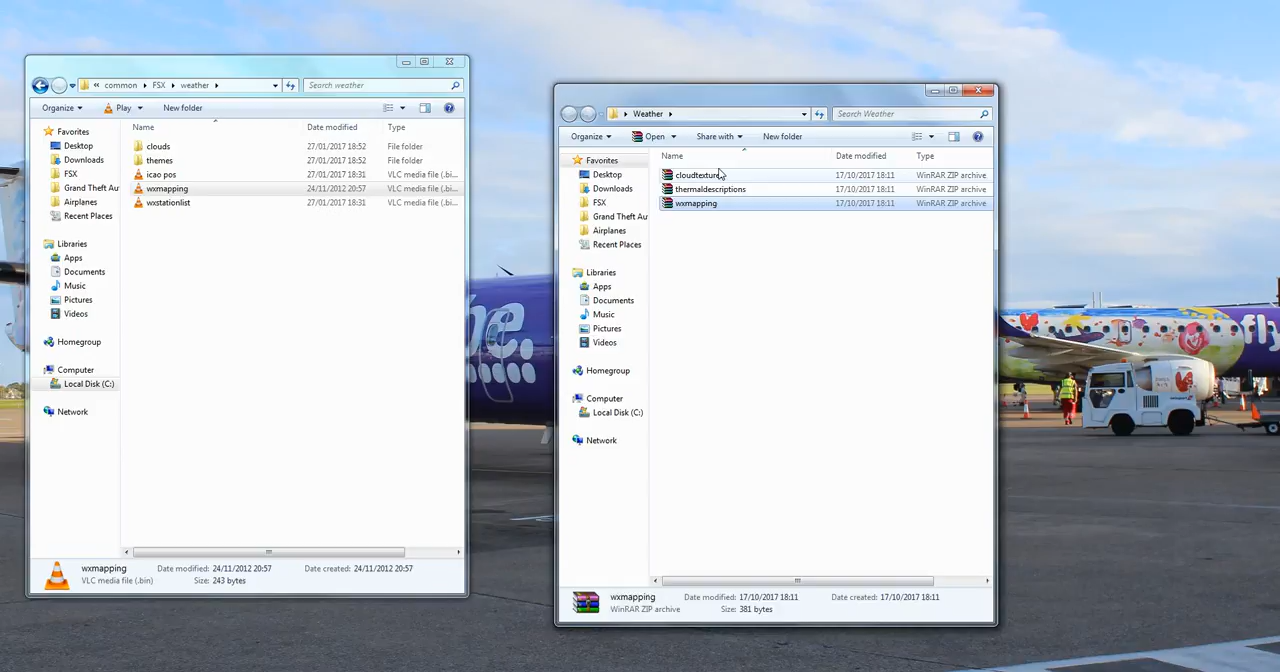 « common ▸ FSX ▸ weather ▸
Search weather
Organize ▾ Play ▾ New folder
Name Date modified Type
clouds 27/01/2017 18:52 File folder
themes 27/01/2017 18:52 File folder
icao pos 27/01/2017 18:31 VLC media file (.bi...
wxmapping 24/11/2012 20:57 VLC media file (.bi...
wxstationlist 27/01/2017 18:31 VLC media file (.bi...
Favorites
Desktop
Downloads
FSX
Grand Theft Au
Airplanes
Recent Places
Libraries
Apps
Documents
Music
Pictures
Videos
Homegroup
Computer
Local Disk (C:)
Network
wxmapping Date modified: 24/11/2012 20:57 Date created: 24/11/2012 20:57
VLC media file (.bin) Size: 243 bytes
▸ Weather ▸
Search Weather
Organize ▾ Open ▾ Share with ▾ New folder
Name Date modified Type
cloudtexture 17/10/2017 18:11 WinRAR ZIP archive
thermaldescriptions 17/10/2017 18:11 WinRAR ZIP archive
wxmapping 17/10/2017 18:11 WinRAR ZIP archive
Favorites
Desktop
Downloads
FSX
Grand Theft Au
Airplanes
Recent Places
Libraries
Apps
Documents
Music
Pictures
Videos
Homegroup
Computer
Local Disk (C:)
Network
wxmapping Date modified: 17/10/2017 18:11 Date created: 17/10/2017 18:11
WinRAR ZIP archive Size: 381 bytes
be.
fly